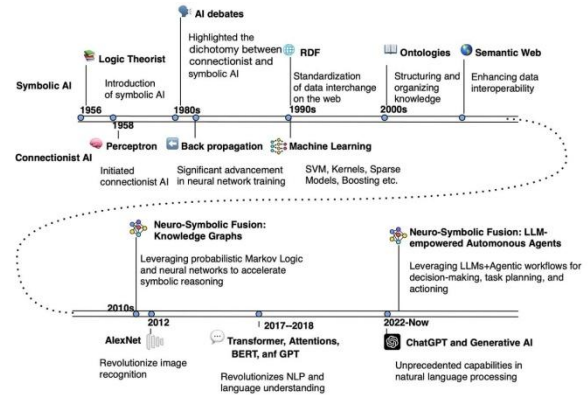 AI debates
Highlighted the
dichotomy between
connectionist and
symbolic AI
Logic Theorist
Introduction
of symbolic AI
RDF
Standardization
of data interchange
on the web
Ontologies
Structuring and
organizing
knowledge
Semantic Web
Enhancing data
interoperability
Symbolic AI
1956
1958
1980s
1990s
2000s
Connectionist AI
Perceptron
Initiated
connectionist AI
Back propagation
Significant advancement
in neural network training
Machine Learning
SVM, Kernels, Sparse
Models, Boosting etc.
Neuro-Symbolic Fusion:
Knowledge Graphs
Leveraging probabilistic Markov Logic
and neural networks to accelerate
symbolic reasoning
Neuro-Symbolic Fusion: LLM-
empowered Autonomous Agents
Leveraging LLMs+Agentic workflows for
decision-making, task planning, and
actioning
2010s
2012
2017--2018
2022-Now
AlexNet
Revolutionize image
recognition
Transformer, Attentions,
BERT, anf GPT
Revolutionizes NLP and
language understanding
ChatGPT and Generative AI
Unprecedented capabilities in
natural language processing